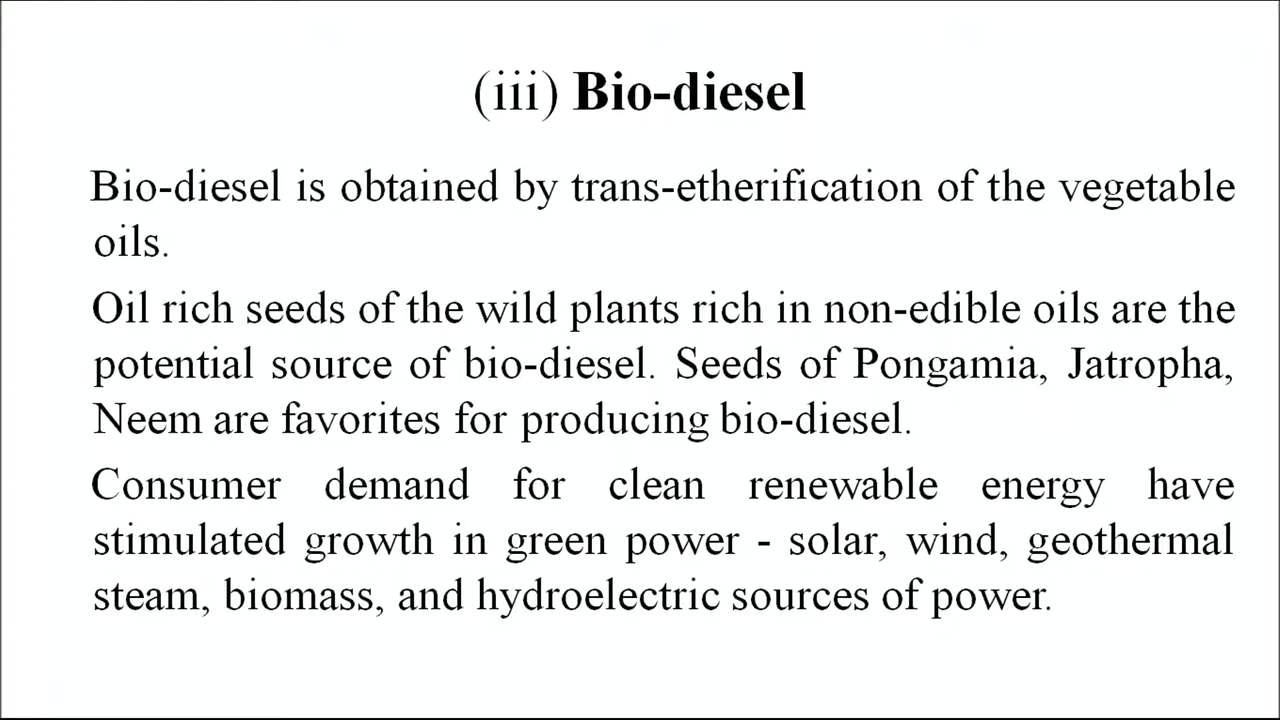 (iii) Bio-diesel
Bio-diesel is obtained by trans-etherification of the vegetable
oils.
Oil rich seeds of the wild plants rich in non-edible oils are the
potential source of bio-diesel. Seeds of Pongamia, Jatropha,
Neem are favorites for producing bio-diesel.
Consumer demand for clean renewable energy have
stimulated growth in green power - solar, wind, geothermal
steam, biomass, and hydroelectric sources of power.